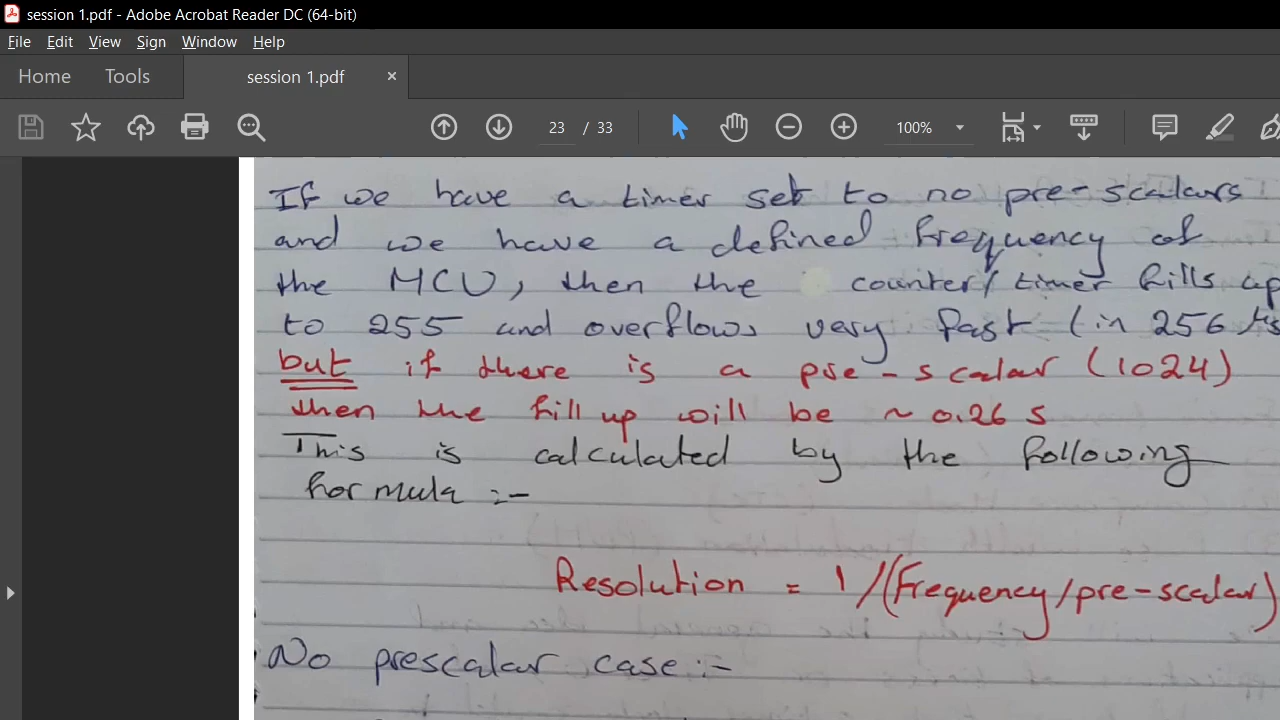 session 1.pdf - Adobe Acrobat Reader DC (64-bit)
File Edit View Sign Window Help
Home Tools session 1.pdf ×
23 / 33 100%
If we have a timer set to no pre-scalars
and we have a defined frequency of
the MCU, then the counter/timer fills up
to 255 and overflows very fast (in 256
but if there is a pre-scalar (1024)
then the fill up will be ~ 0.26 s
This is calculated by the following
formula :-
Resolution = 1/(Frequency/pre-scalar)
No prescalar case :-